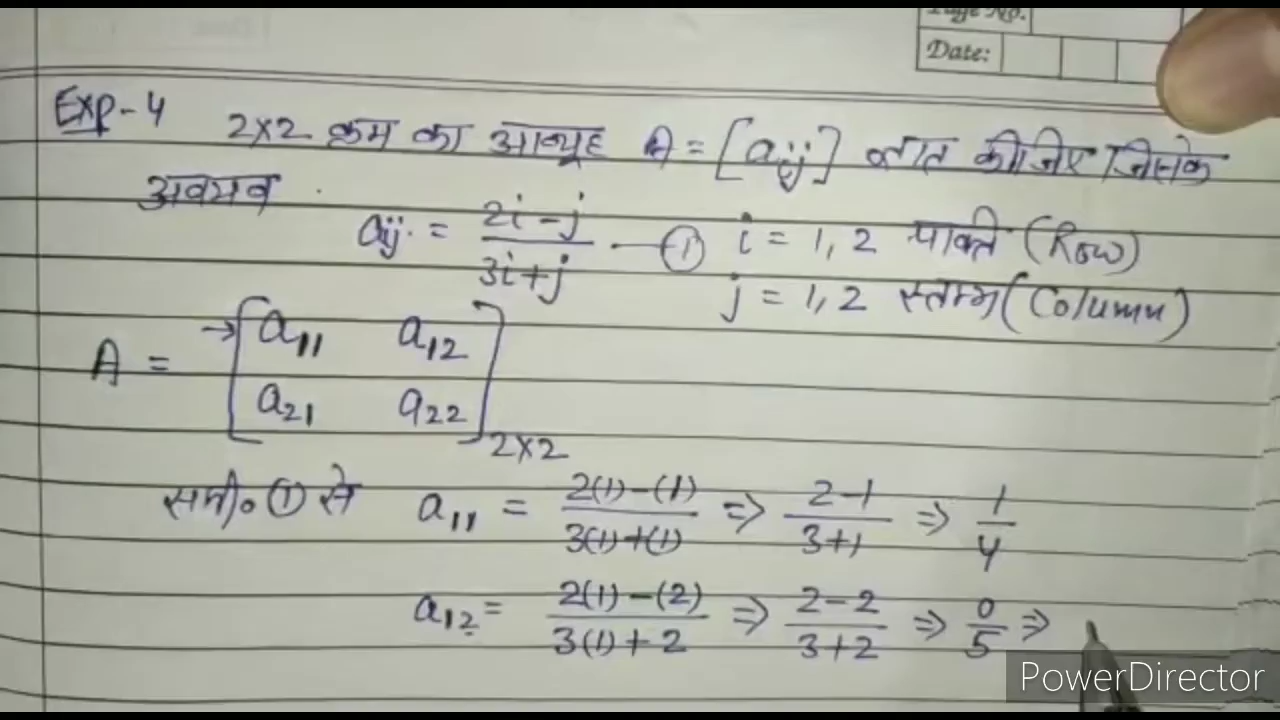 Page No.
Date:
Exp-4 2×2 क्रम का आव्यूह A = [aij] ज्ञात कीजिए जिसके
अवयव
aij = (2i - j)/(3i + j) —① i = 1, 2 पंक्ति (Row)
j = 1, 2 स्तम्भ (Column)
A = → [a₁₁ a₁₂
a₂₁ a₂₂]₂×₂
समी० ① से a₁₁ = (2(1) - (1))/(3(1) + (1)) ⇒ (2 - 1)/(3 + 1) ⇒ 1/4
a₁₂ = (2(1) - (2))/(3(1) + 2) ⇒ (2 - 2)/(3 + 2) ⇒ 0/5 ⇒
PowerDirector